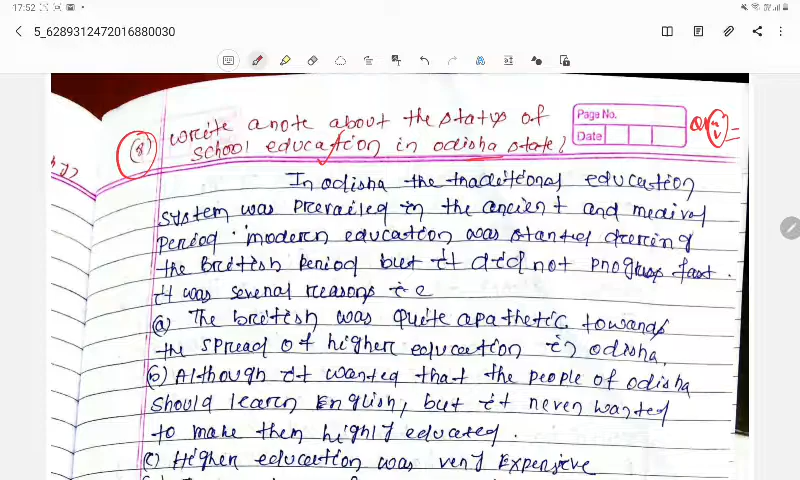 17:52
5_6289312472016880030
(8) Write a note about the status of
school education in odisha state?
Page No.
Date
In odisha the traditional education
system was prevailed in the ancient and medival
period. modern education was started during
the british period but it did not progress fast.
it was several reasons i.e
(a) The british was quite apathetic towards
the spread of higher education in odisha.
(b) Although it wanted that the people of odisha
should learn English, but it never wanted
to make them highly educated.
(c) Higher education was very expensive